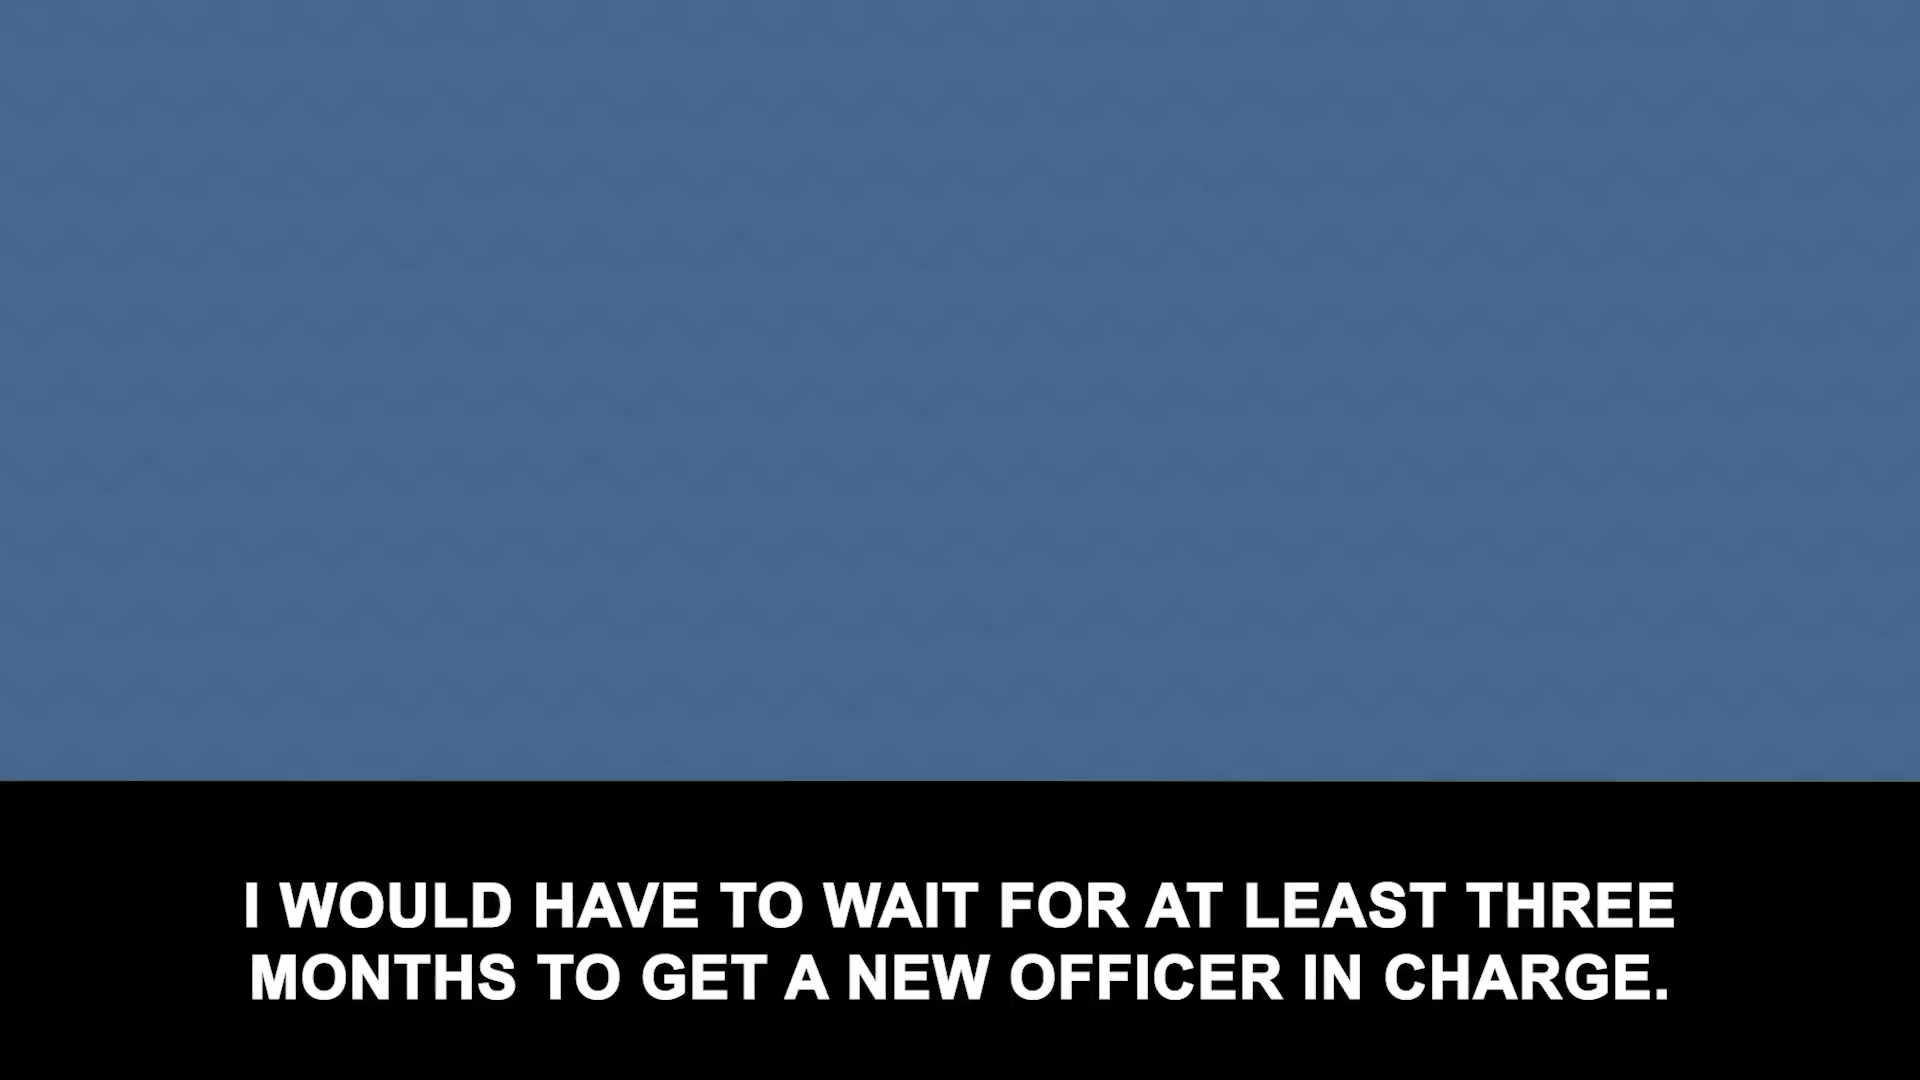 I WOULD HAVE TO WAIT FOR AT LEAST THREE
MONTHS TO GET A NEW OFFICER IN CHARGE.